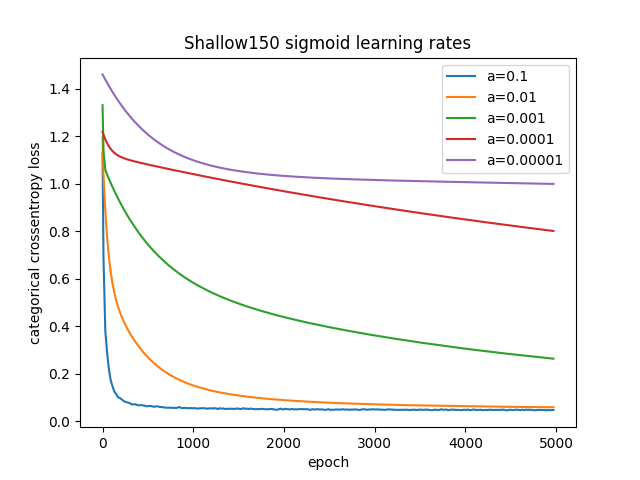 Shallow150 sigmoid learning rates
categorical crossentropy loss
1.4
1.2
1.0
0.8
0.6
0.4
0.2
0.0
a=0.1
a=0.01
a=0.001
a=0.0001
a=0.00001
0 1000 2000 3000 4000 5000
epoch